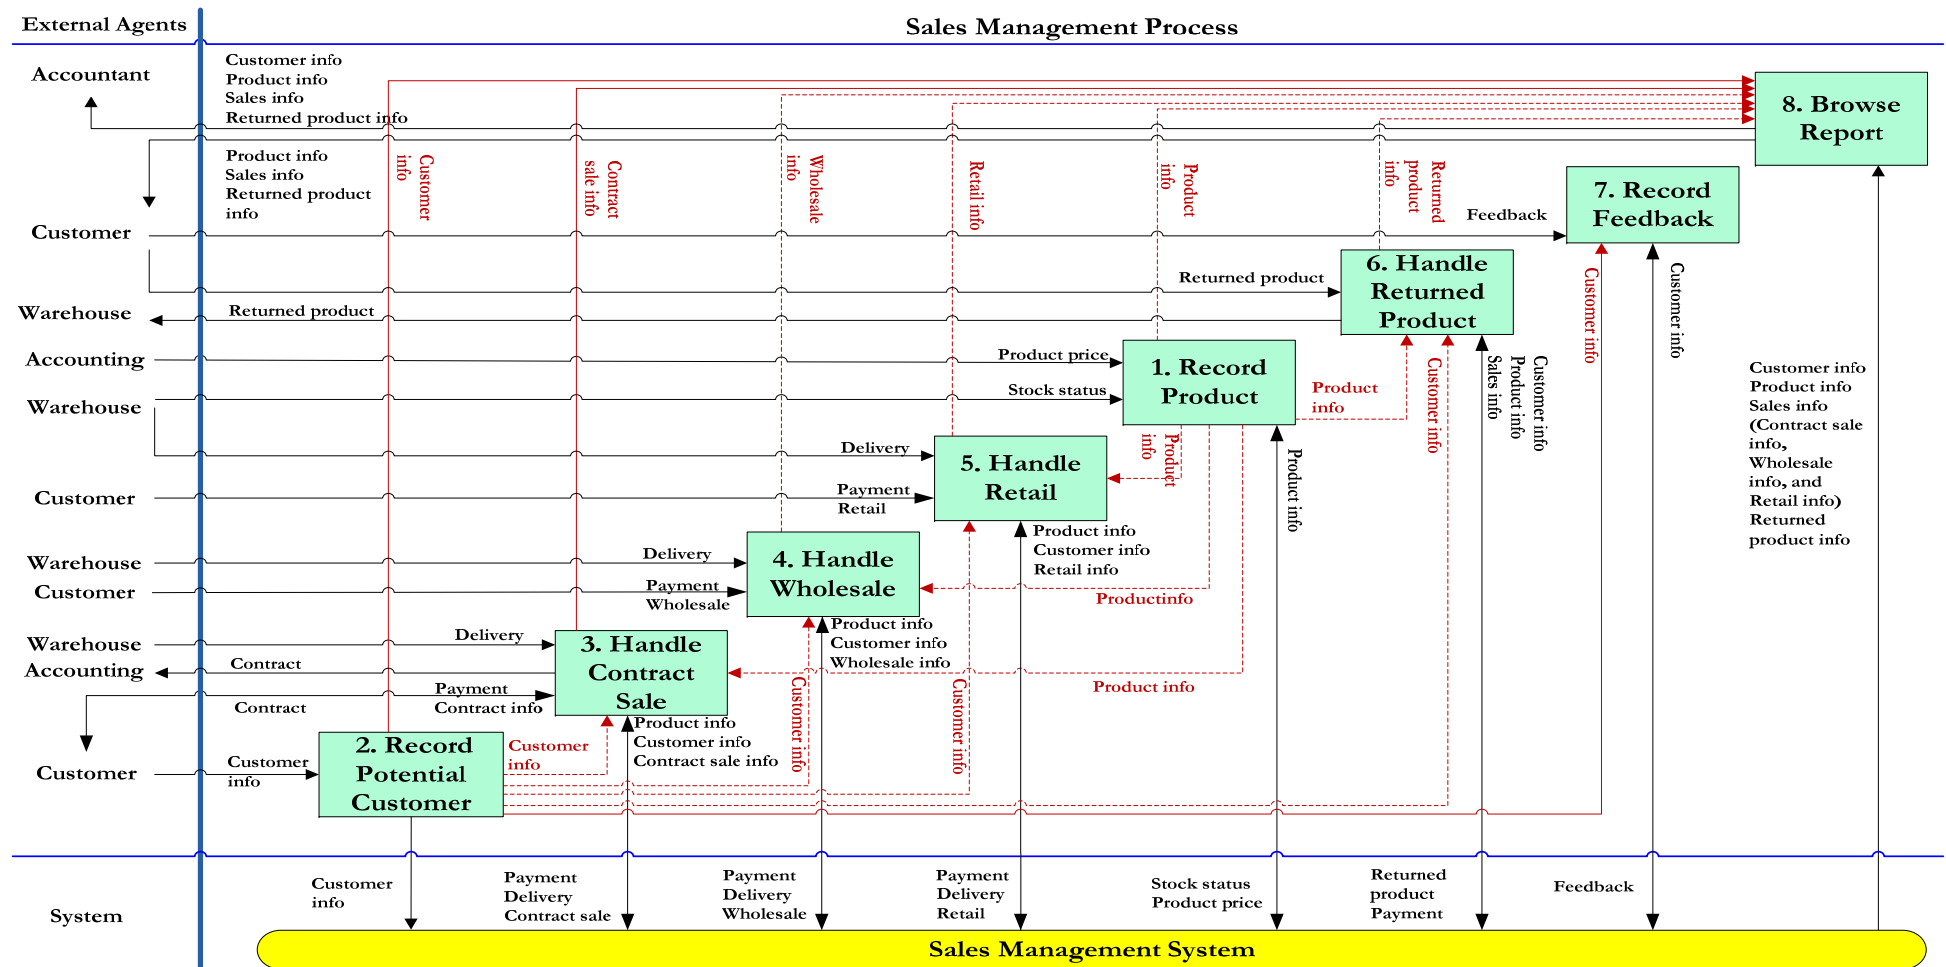 External Agents
Sales Management Process
Accountant
Customer info
Product info
Sales info
Returned product info
8. Browse
Report
Product info
Sales info
Returned product
info
Customer
info
Contract
sale info
Wholesale
info
Retail info
Product
info
Returned
product
info
7. Record
Feedback
Customer
Feedback
6. Handle
Returned
Product
Returned product
Customer info
Customer info
Warehouse
Returned product
Accounting
Product price
1. Record
Product
Product
info
Customer info
Customer info
Product info
Sales info
Warehouse
Stock status
Customer info
Product info
Sales info
(Contract sale
info,
Wholesale
info, and
Retail info)
Returned
product info
Delivery
5. Handle
Retail
Product
info
Product info
Customer
Payment
Retail
Product info
Customer info
Retail info
Warehouse
Delivery
4. Handle
Wholesale
Customer
Payment
Wholesale
Productinfo
Product info
Customer info
Wholesale info
Warehouse
Delivery
3. Handle
Contract
Sale
Accounting
Contract
Customer info
Customer info
Product info
Payment
Contract info
Contract
Product info
Customer info
Contract sale info
2. Record
Potential
Customer
Customer
info
Customer
Customer
info
System
Customer
info
Payment
Delivery
Contract sale
Payment
Delivery
Wholesale
Payment
Delivery
Retail
Stock status
Product price
Returned
product
Payment
Feedback
Sales Management System